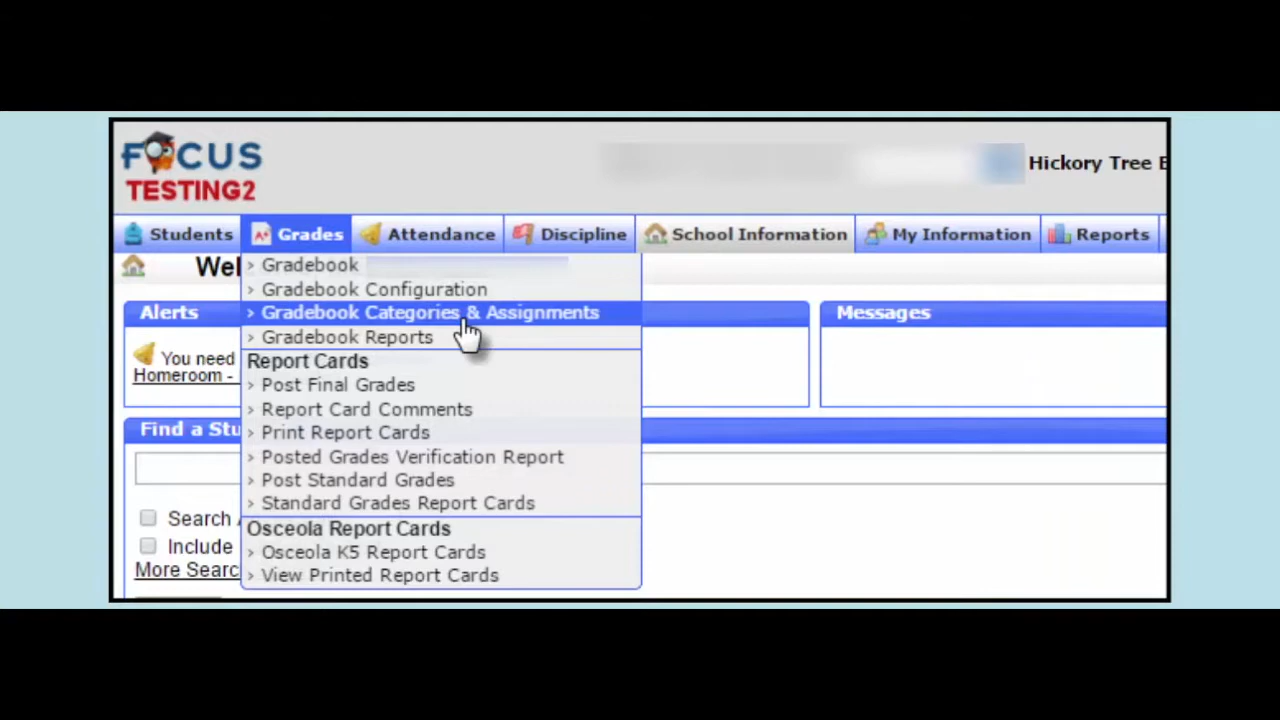 FOCUS
TESTING2
Hickory Tree
Students Grades Attendance Discipline School Information My Information Reports
Wel
› Gradebook
› Gradebook Configuration
Alerts
› Gradebook Categories & Assignments
Messages
› Gradebook Reports
You need
Homeroom -
Report Cards
› Post Final Grades
› Report Card Comments
Find a Stu
› Print Report Cards
› Posted Grades Verification Report
› Post Standard Grades
› Standard Grades Report Cards
Search
Osceola Report Cards
Include
› Osceola K5 Report Cards
More Searc
› View Printed Report Cards